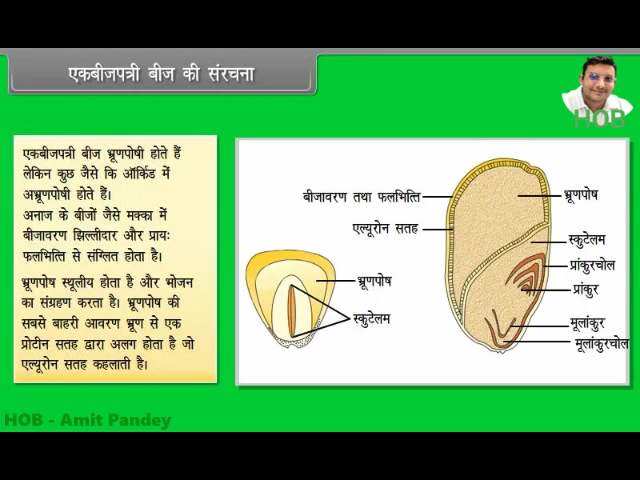 एकबीजपत्री बीज की संरचना
HOB
एकबीजपत्री बीज भ्रूणपोषी होते हैं
लेकिन कुछ जैसे कि ऑर्किड में
अभ्रूणपोषी होते हैं।
अनाज के बीजों जैसे मक्का में
बीजावरण झिल्लीदार और प्रायः
फलभित्ति से संग्लित होता है।
भ्रूणपोष स्थूलीय होता है और भोजन
का संग्रहण करता है। भ्रूणपोष की
सबसे बाहरी आवरण भ्रूण से एक
प्रोटीन सतह द्वारा अलग होता है जो
एल्यूरोन सतह कहलाती है।
भ्रूणपोष
स्कुटेलम
बीजावरण तथा फलभित्ति
एल्यूरोन सतह
भ्रूणपोष
स्कुटेलम
प्रांकुरचोल
प्रांकुर
मूलांकुर
मूलांकुरचोल
HOB - Amit Pandey